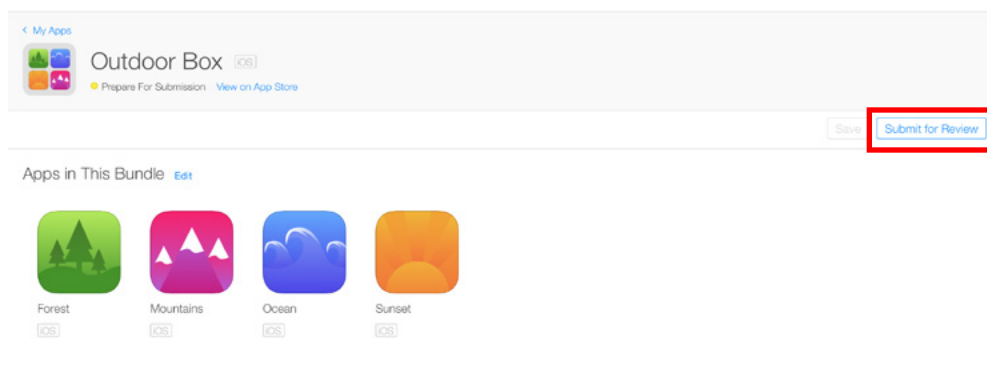 < My Apps
Outdoor Box iOS
Prepare For Submission View on App Store
Save Submit for Review
Apps in This Bundle Edit
Forest Mountains Ocean Sunset
iOS iOS iOS iOS